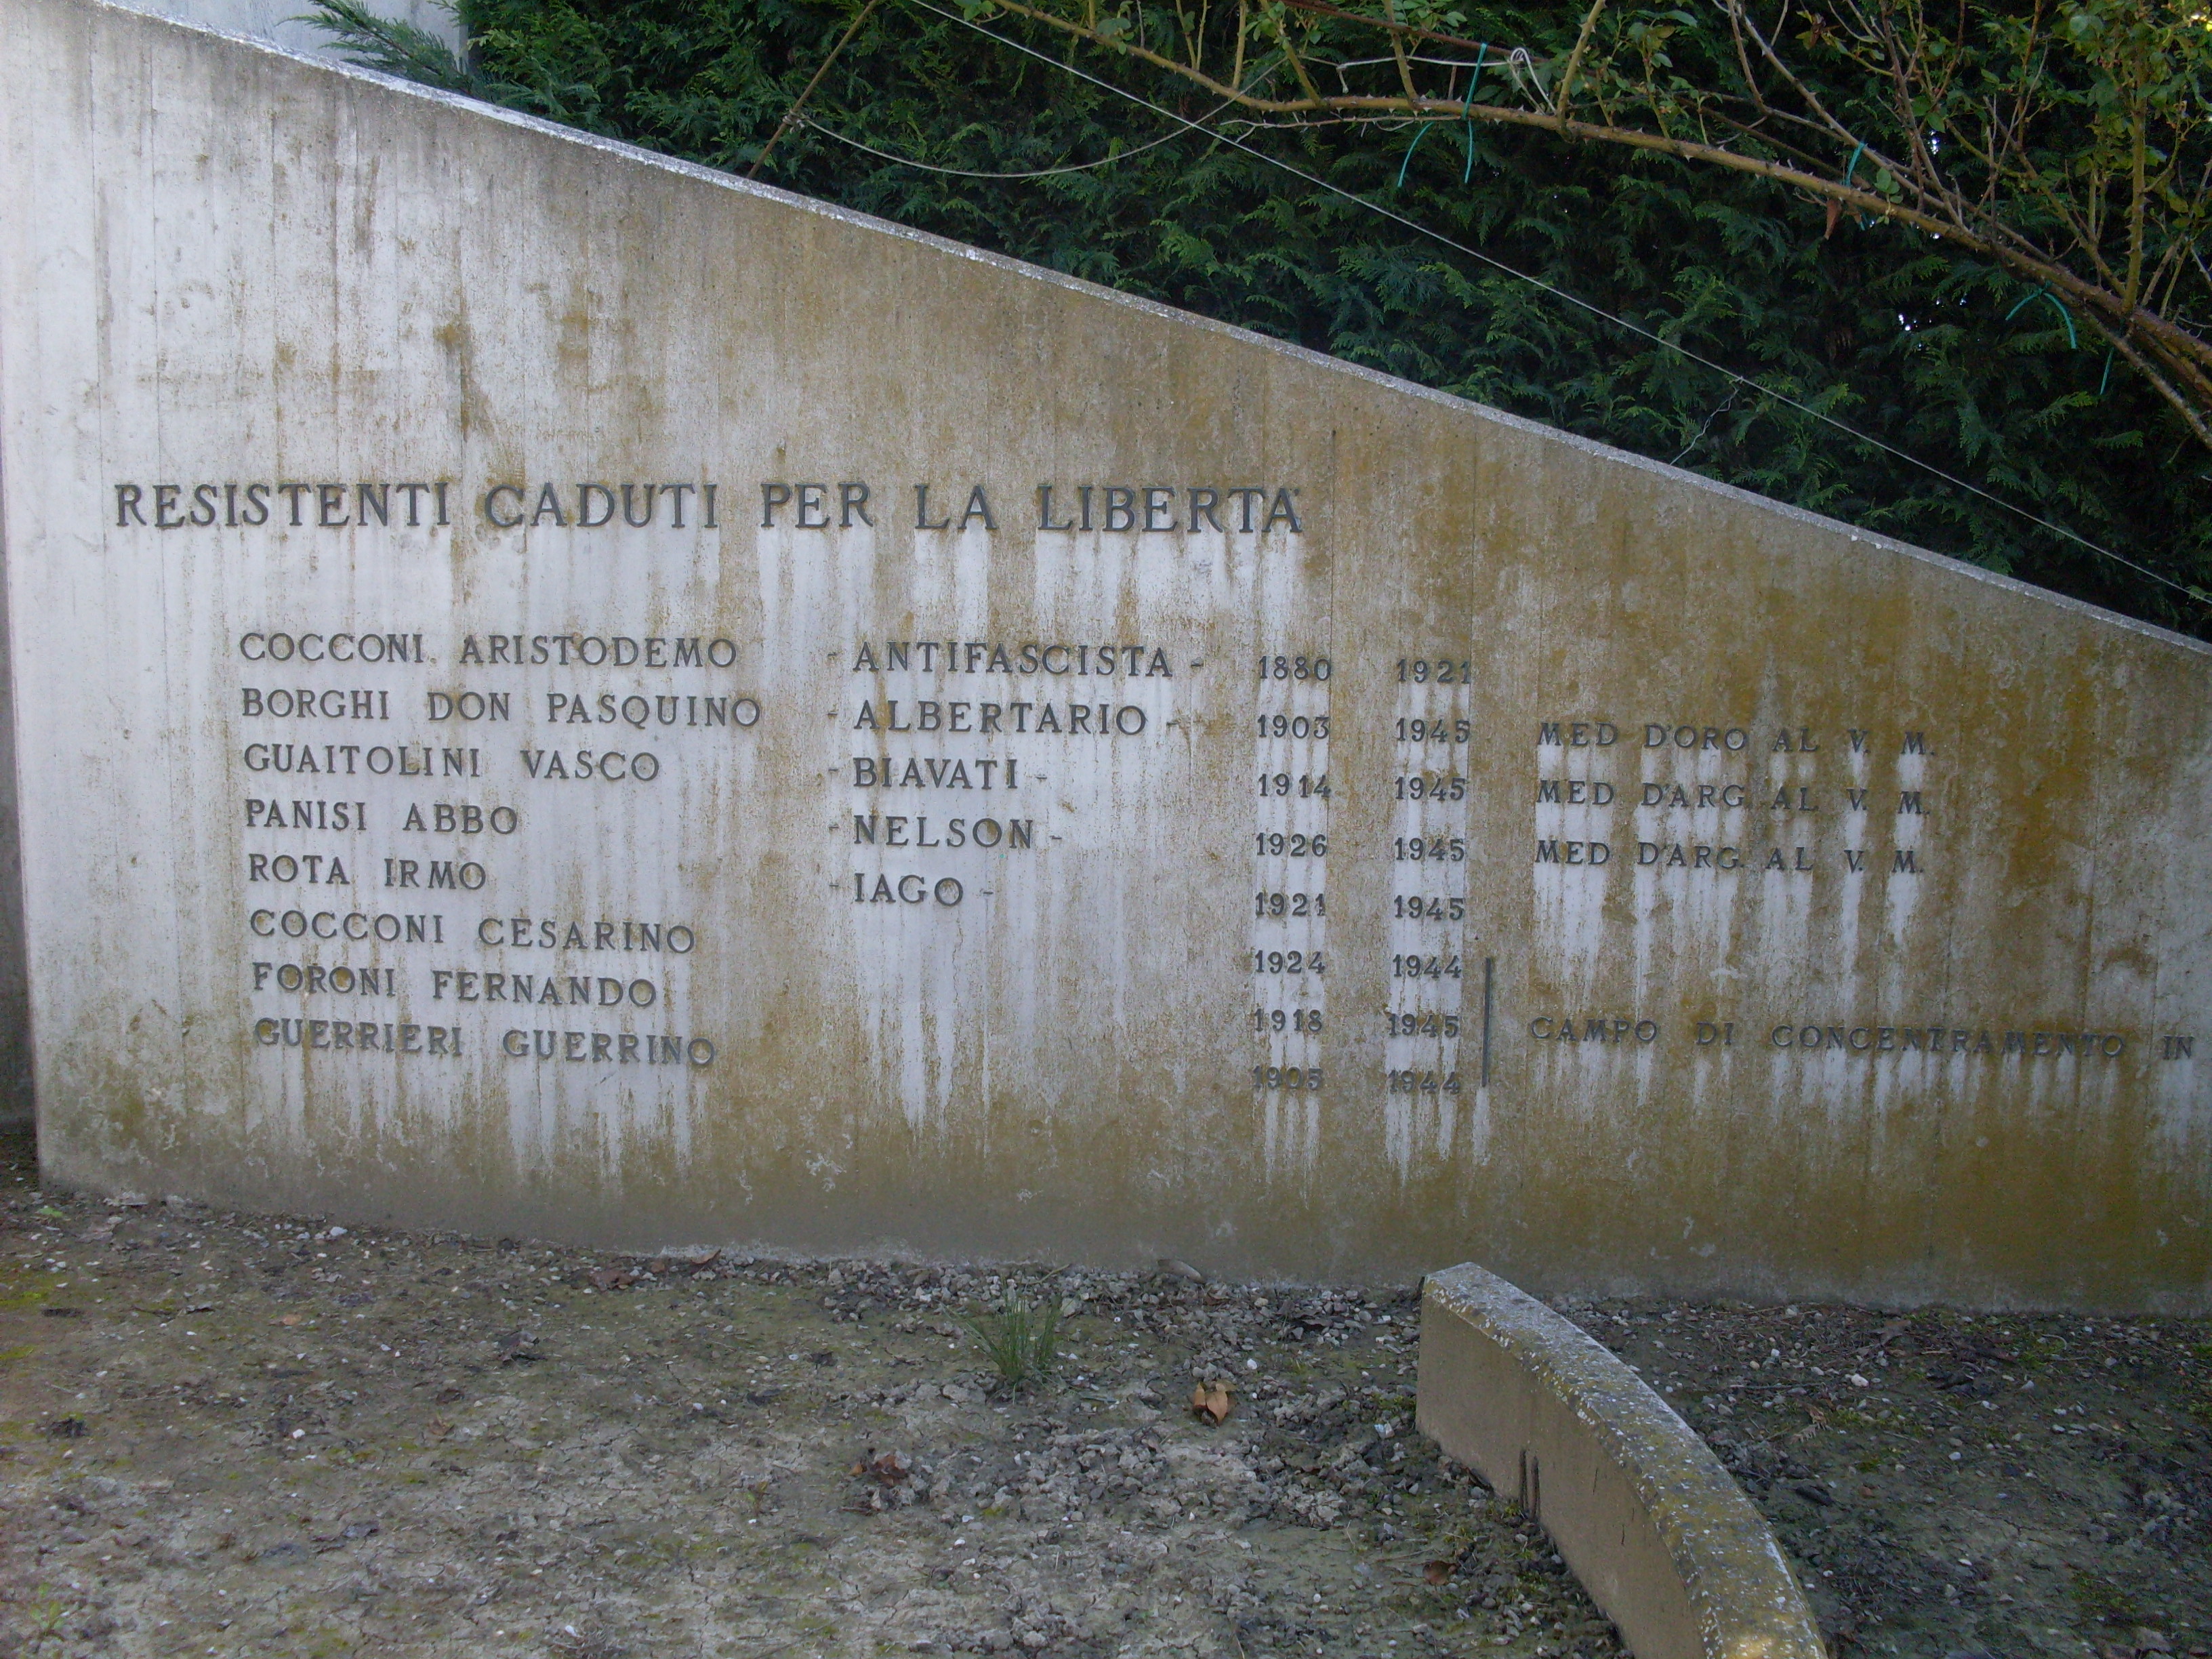 RESISTENTI CADUTI PER LA LIBERTA'
COCCONI ARISTODEMO - ANTIFASCISTA - 1880 1921
BORGHI DON PASQUINO - ALBERTARIO - 1903 1945 MED D'ORO AL V. M.
GUAITOLINI VASCO - BIAVATI - 1914 1945 MED D'ARG. AL V. M.
PANISI ABBO - NELSON - 1926 1945 MED D'ARG. AL V. M.
ROTA IRMO - IAGO - 1921 1945
COCCONI CESARINO 1924 1944
FORONI FERNANDO 1918 1945 CAMPO DI CONCENTRAMENTO IN
GUERRIERI GUERRINO 1905 1944